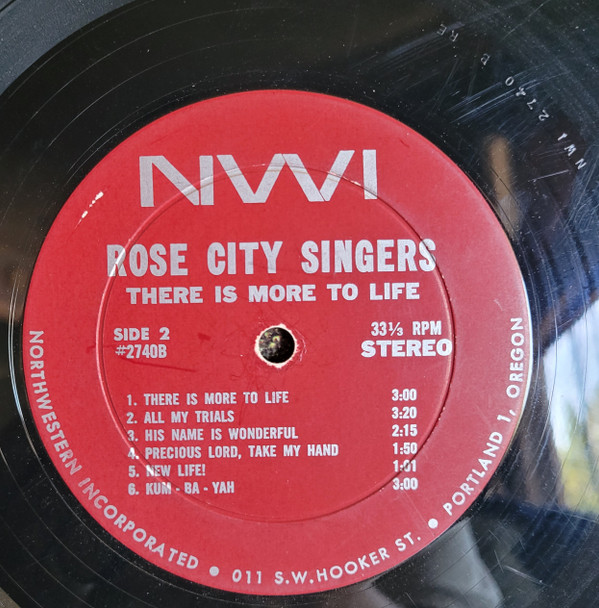 NWI
ROSE CITY SINGERS
THERE IS MORE TO LIFE
SIDE 2
#2740B
33⅓ RPM
STEREO
1. THERE IS MORE TO LIFE 3:00
2. ALL MY TRIALS 3:20
3. HIS NAME IS WONDERFUL 2:15
4. PRECIOUS LORD, TAKE MY HAND 1:50
5. NEW LIFE! 1:01
6. KUM - BA - YAH 3:00
NORTHWESTERN INCORPORATED • 011 S.W. HOOKER ST. • PORTLAND 1, OREGON
NWI 2740 B RE